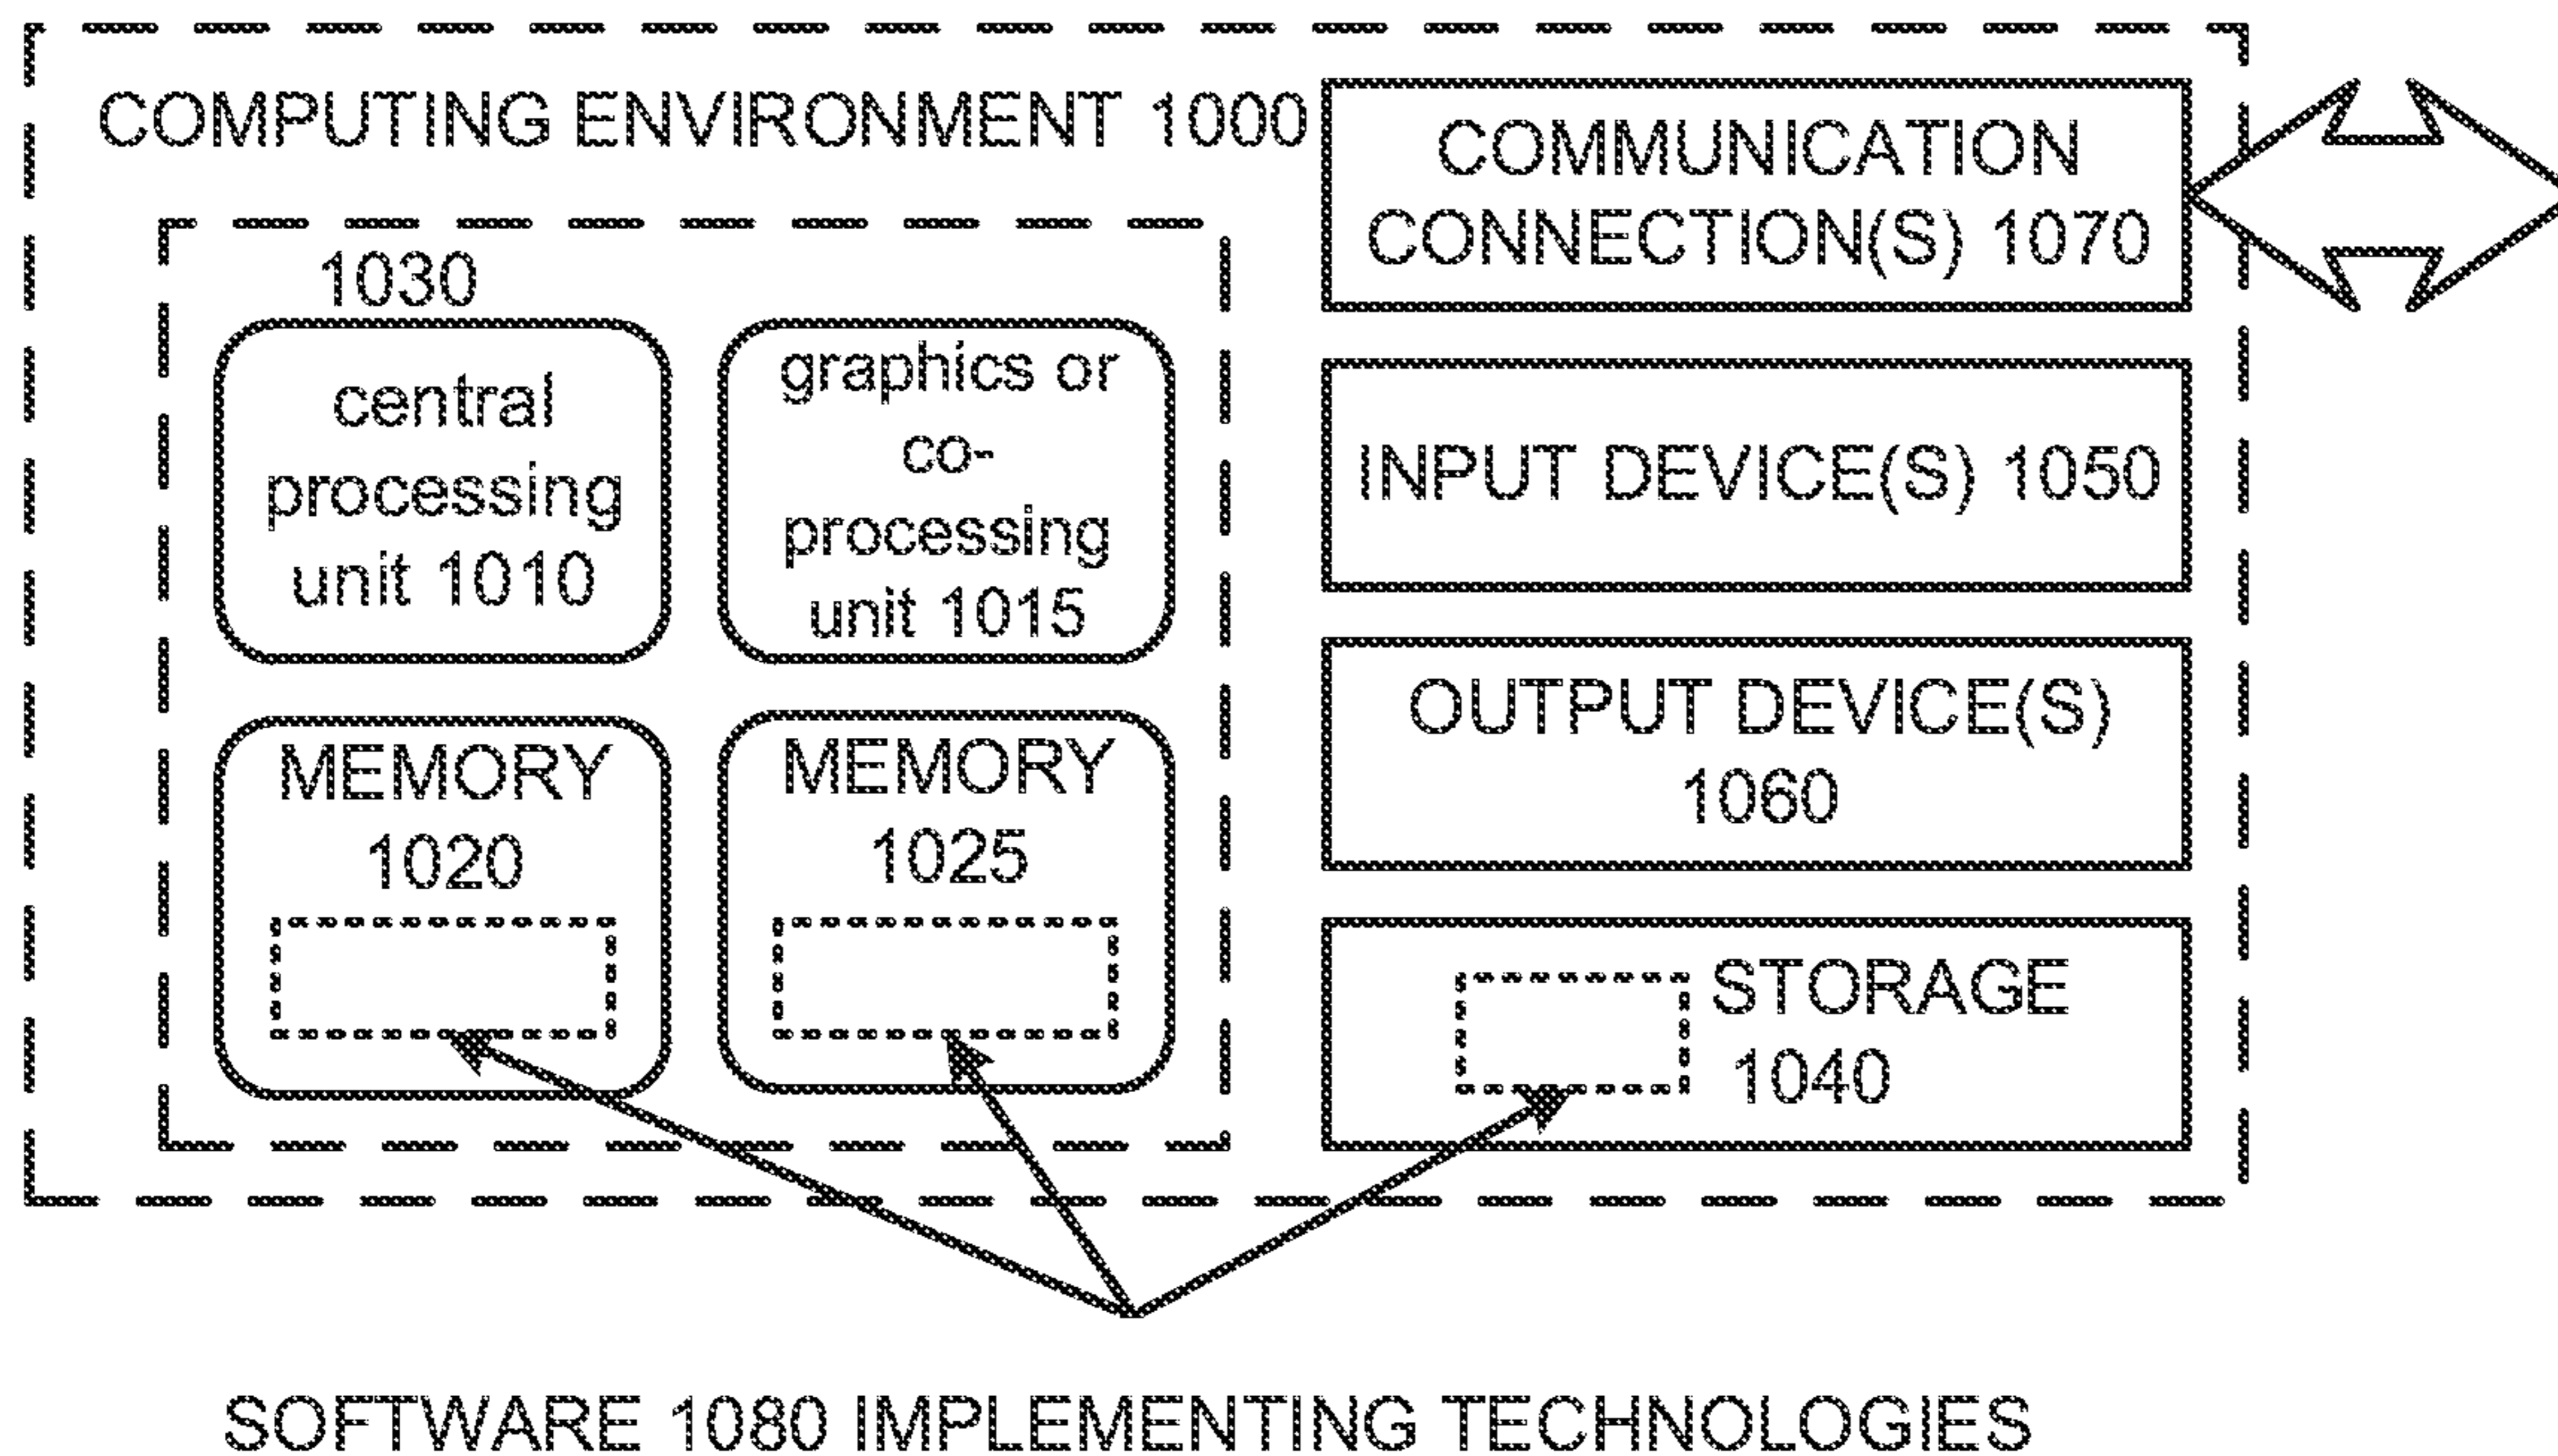 COMPUTING ENVIRONMENT 1000
COMMUNICATION
CONNECTION(S) 1070
1030
central
processing
unit 1010
graphics or
co-
processing
unit 1015
INPUT DEVICE(S) 1050
MEMORY
1020
MEMORY
1025
OUTPUT DEVICE(S)
1060
STORAGE
1040
SOFTWARE 1080 IMPLEMENTING TECHNOLOGIES